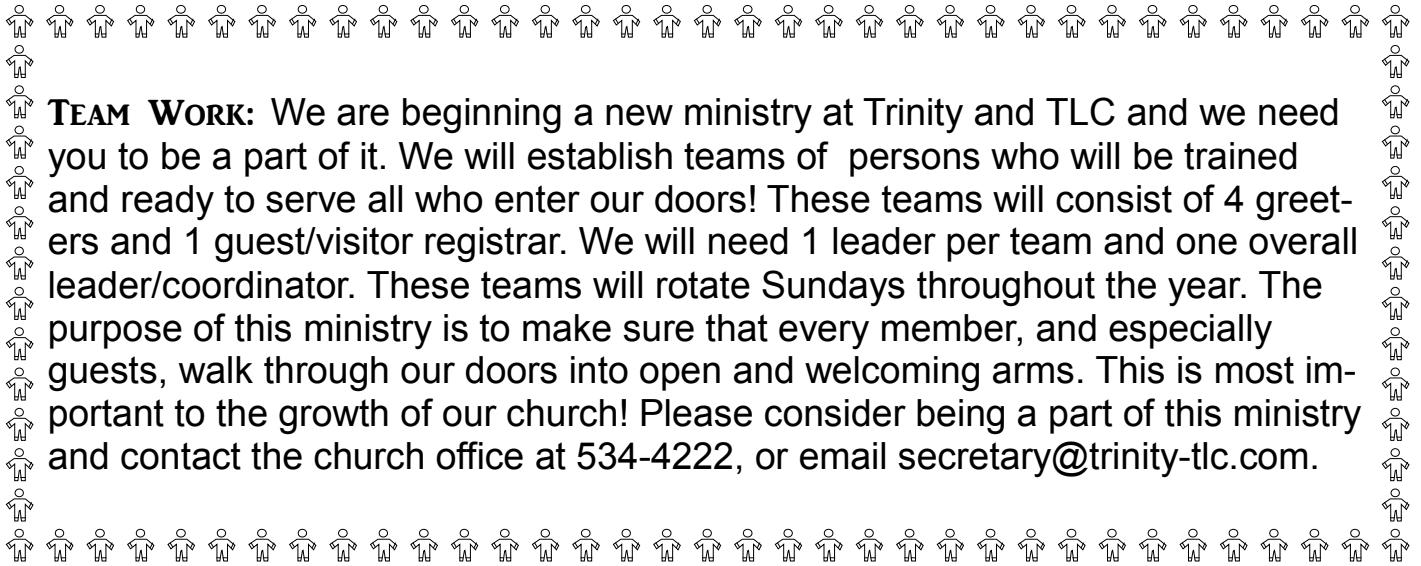 TEAM WORK: We are beginning a new ministry at Trinity and TLC and we need
you to be a part of it. We will establish teams of  persons who will be trained
and ready to serve all who enter our doors! These teams will consist of 4 greet-
ers and 1 guest/visitor registrar. We will need 1 leader per team and one overall
leader/coordinator. These teams will rotate Sundays throughout the year. The
purpose of this ministry is to make sure that every member, and especially
guests, walk through our doors into open and welcoming arms. This is most im-
portant to the growth of our church! Please consider being a part of this ministry
and contact the church office at 534-4222, or email secretary@trinity-tlc.com.